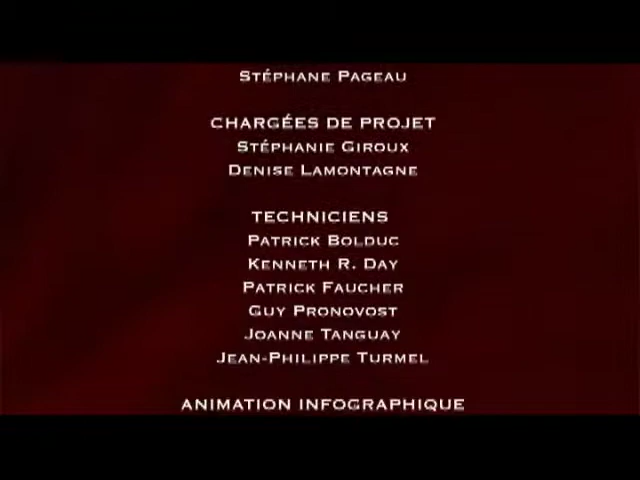 STÉPHANE PAGEAU
CHARGÉES DE PROJET
STÉPHANIE GIROUX
DENISE LAMONTAGNE
TECHNICIENS
PATRICK BOLDUC
KENNETH R. DAY
PATRICK FAUCHER
GUY PRONOVOST
JOANNE TANGUAY
JEAN-PHILIPPE TURMEL
ANIMATION INFOGRAPHIQUE